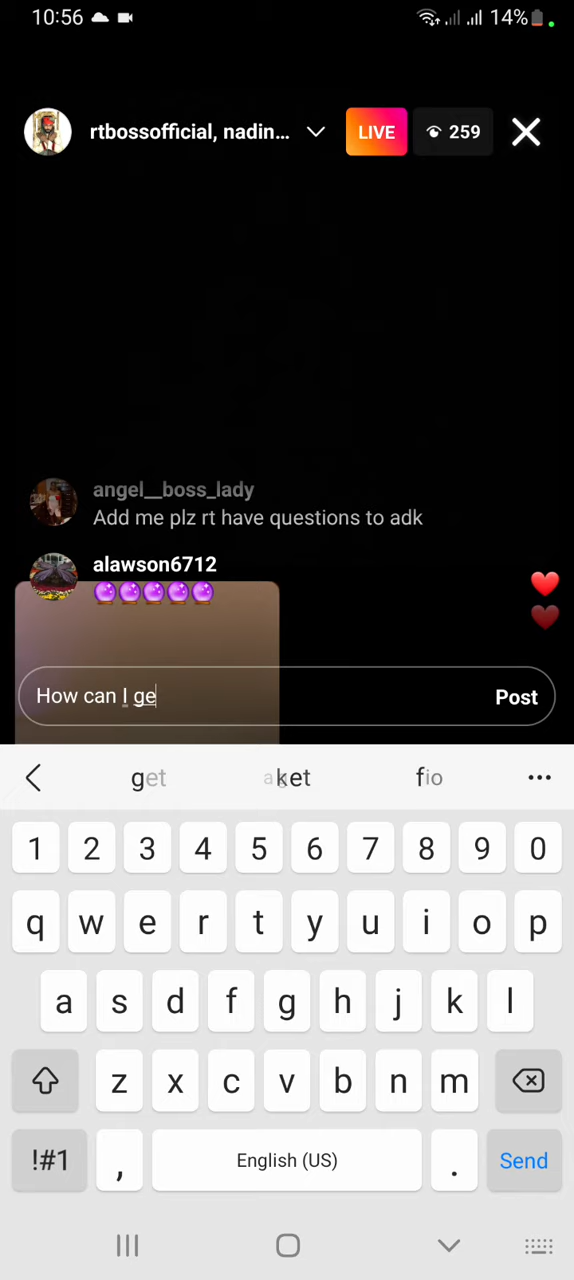 10:56 14%
rtbossofficial, nadin... LIVE 259
angel__boss_lady
Add me plz rt have questions to adk
alawson6712
How can I ge Post
get ket
1 2 3 4 5 6 7 8 9 0
q w e r t y u i o p
a s d f g h j k l
z x c v b n m
!#1 , English (US) . Send